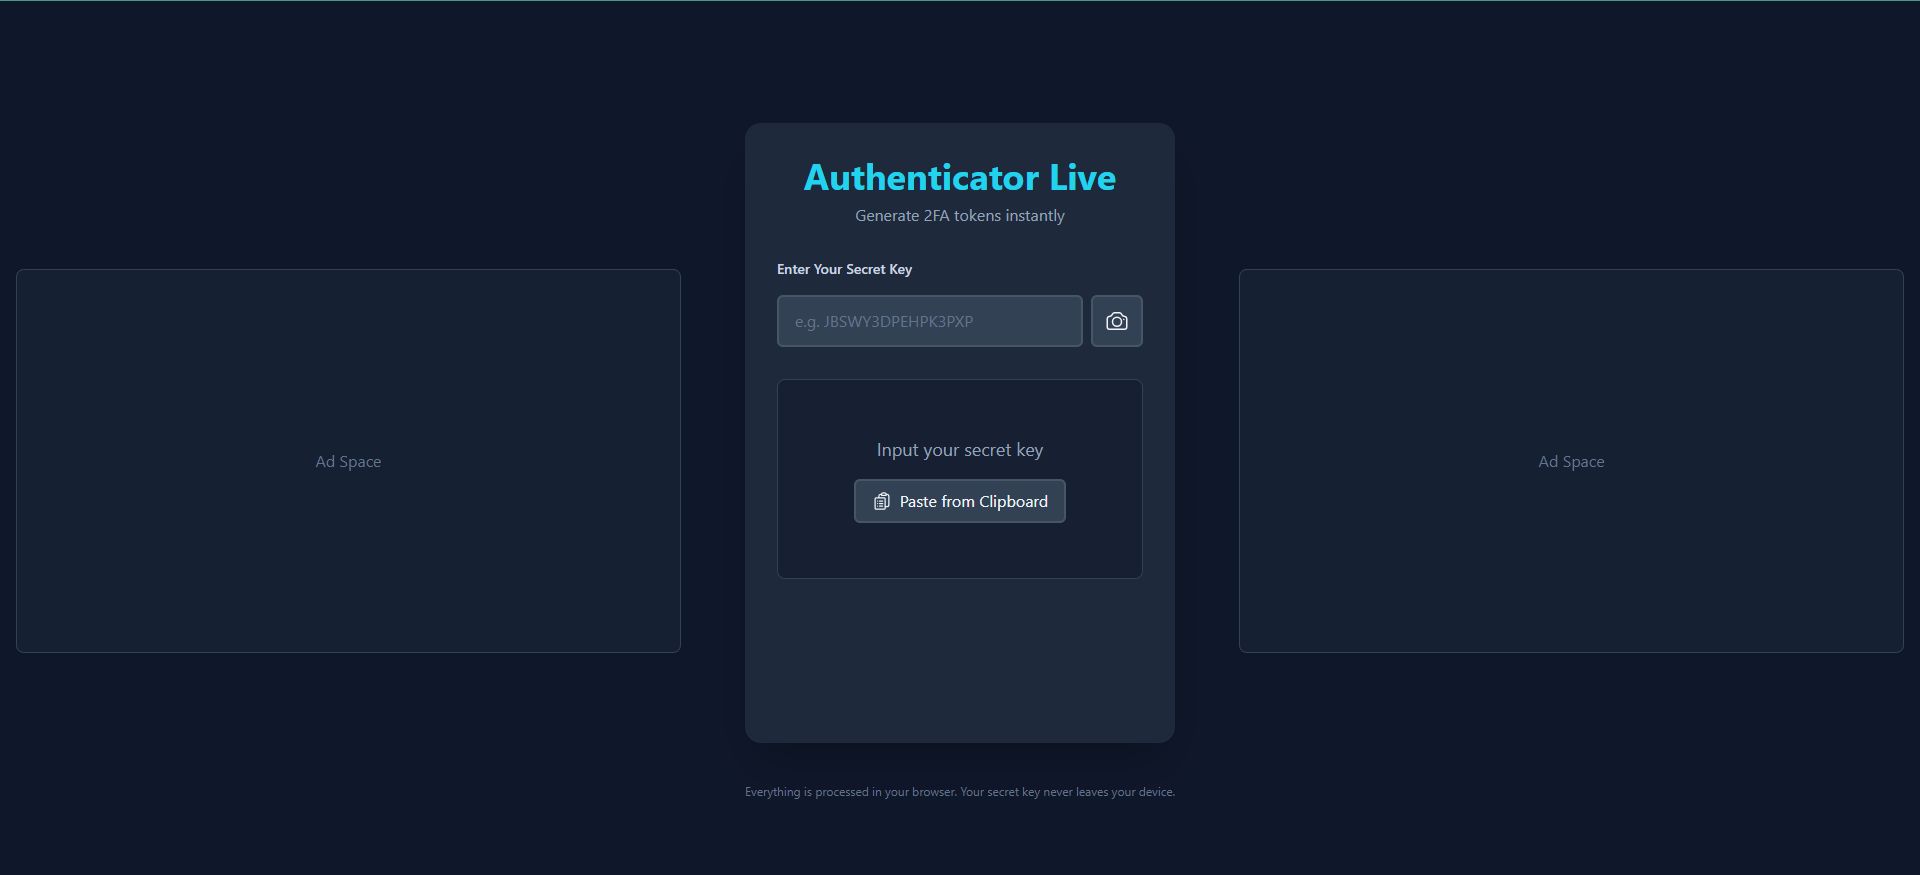 Authenticator Live
Generate 2FA tokens instantly
Enter Your Secret Key
e.g. JBSWY3DPEHPK3PXP
Input your secret key
Paste from Clipboard
Ad Space
Ad Space
Everything is processed in your browser. Your secret key never leaves your device.